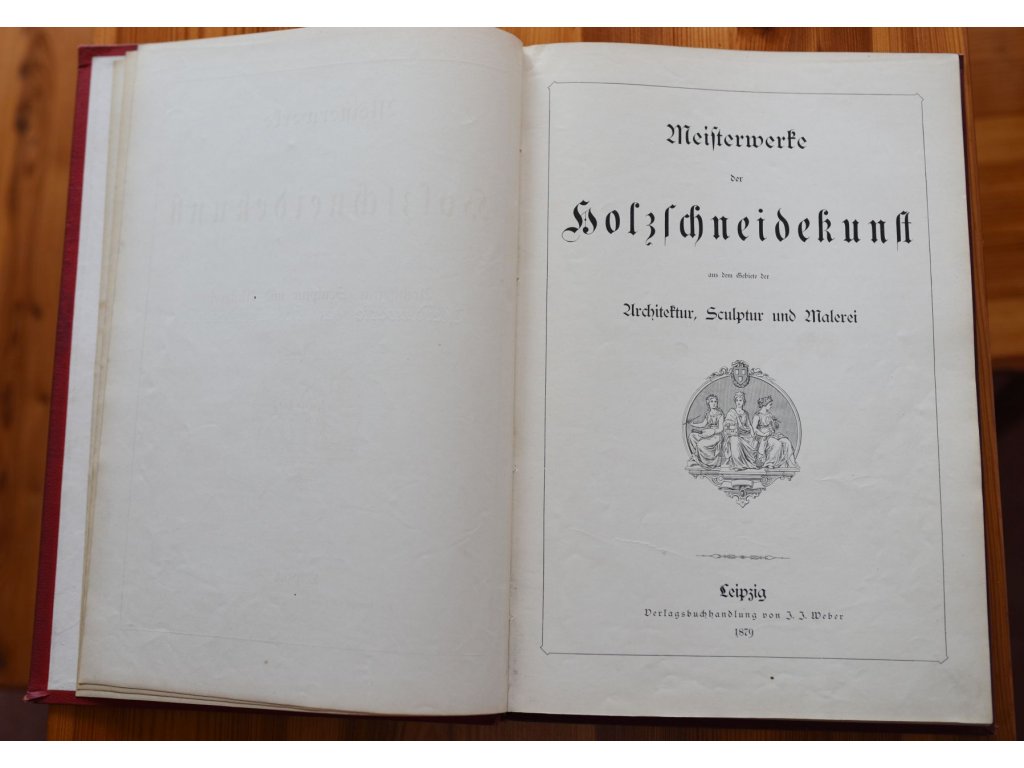 Meisterwerke
der
Holzschneidekunst
aus dem Gebiete der
Architektur, Sculptur und Malerei
Leipzig
Verlagsbuchhandlung von J. J. Weber
1879